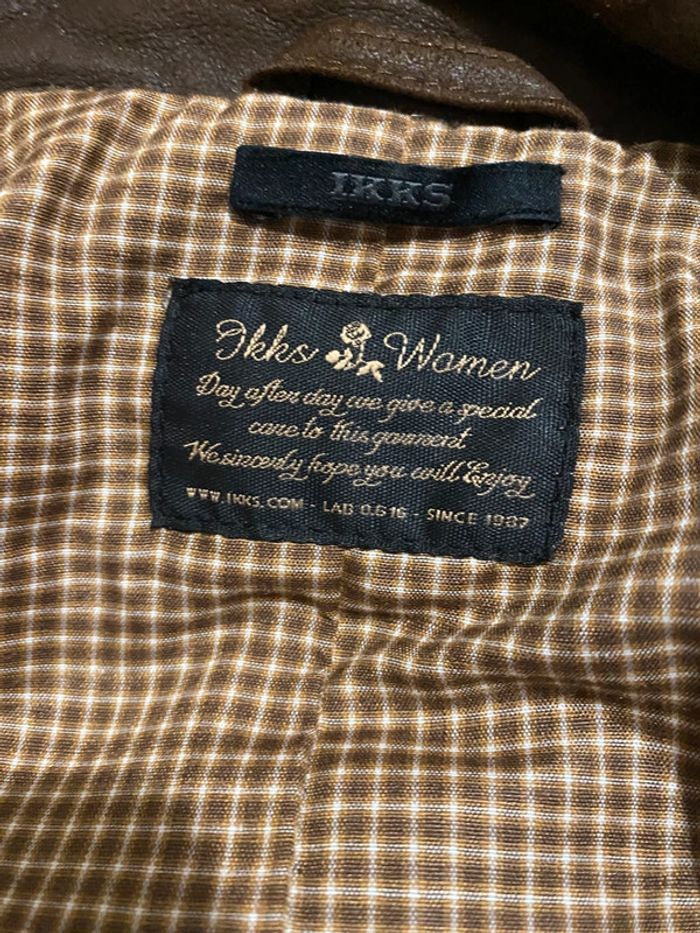 IKKS
Ikks Women
Day after day we give a special
care to this garment
We sincerly hope you will Enjoy
WWW.IKKS.COM - LAB 0.616 - SINCE 1987